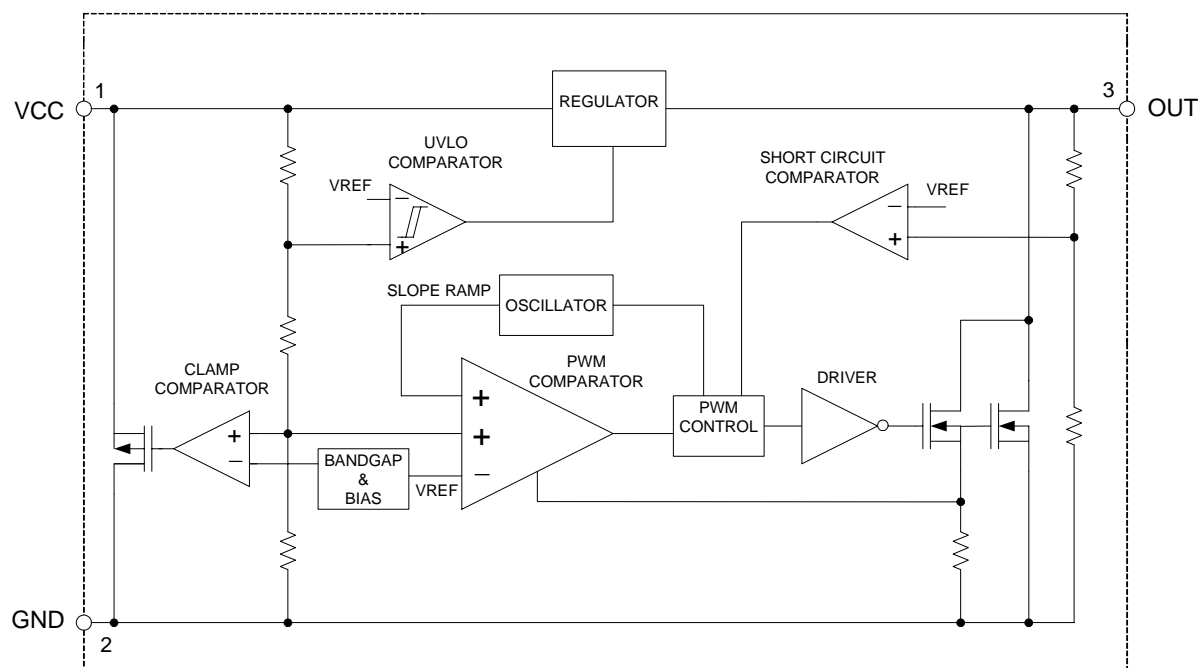 1
VCC
REGULATOR
3
OUT
UVLO
COMPARATOR
SHORT CIRCUIT
COMPARATOR
VREF
−
+
−
VREF
+
SLOPE RAMP
OSCILLATOR
CLAMP
COMPARATOR
PWM
COMPARATOR
DRIVER
+
+
−
+
+
−
PWM
CONTROL
BANDGAP
&
BIAS
VREF
GND
2